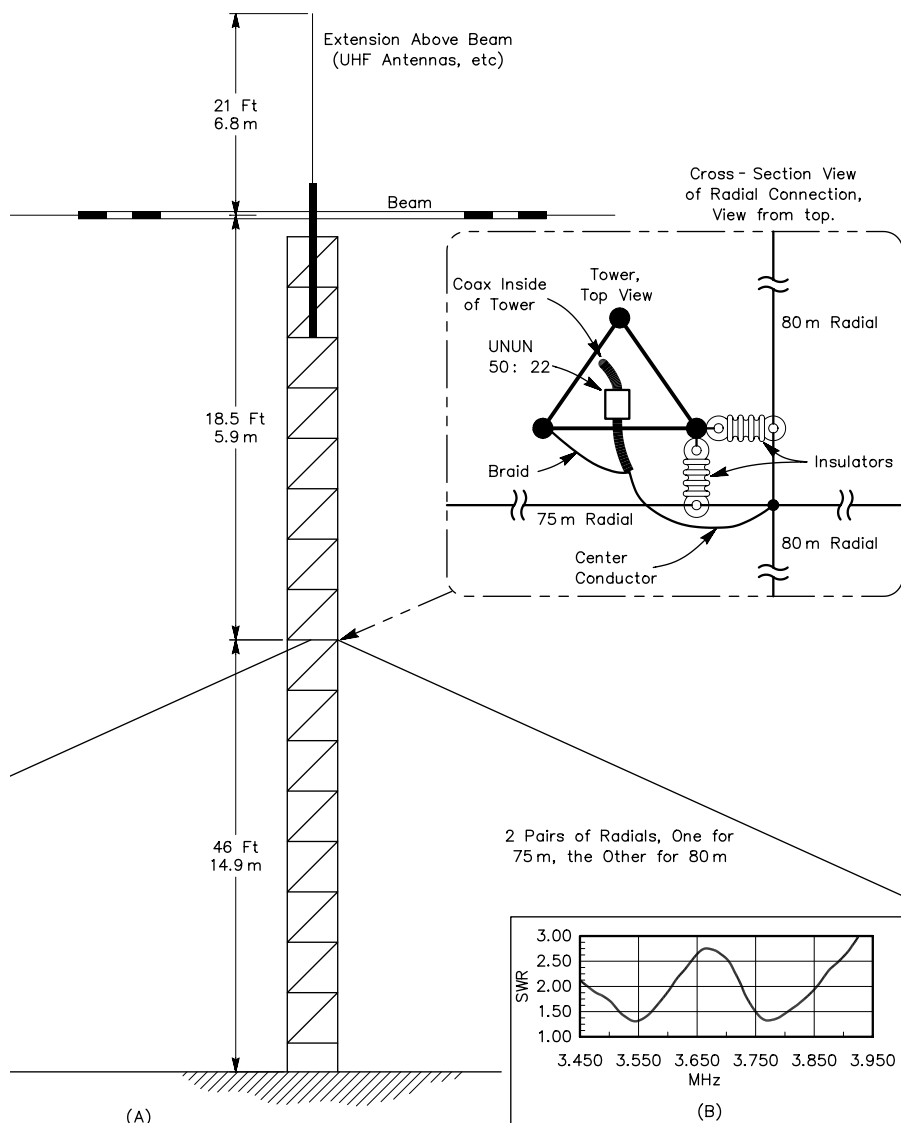 Extension Above Beam
(UHF Antennas, etc)
21 Ft
6.8 m
Beam
Cross - Section View
of Radial Connection,
View from top.
Coax Inside
of Tower
Tower,
Top View
80 m Radial
UNUN
50: 22
18.5 Ft
5.9 m
Braid
Insulators
75 m Radial
80 m Radial
Center
Conductor
2 Pairs of Radials, One for
75 m, the Other for 80 m
46 Ft
14.9 m
3.00
2.50
2.00
1.50
1.00
SWR
3.450 3.550 3.650 3.750 3.850 3.950
MHz
(A)
(B)